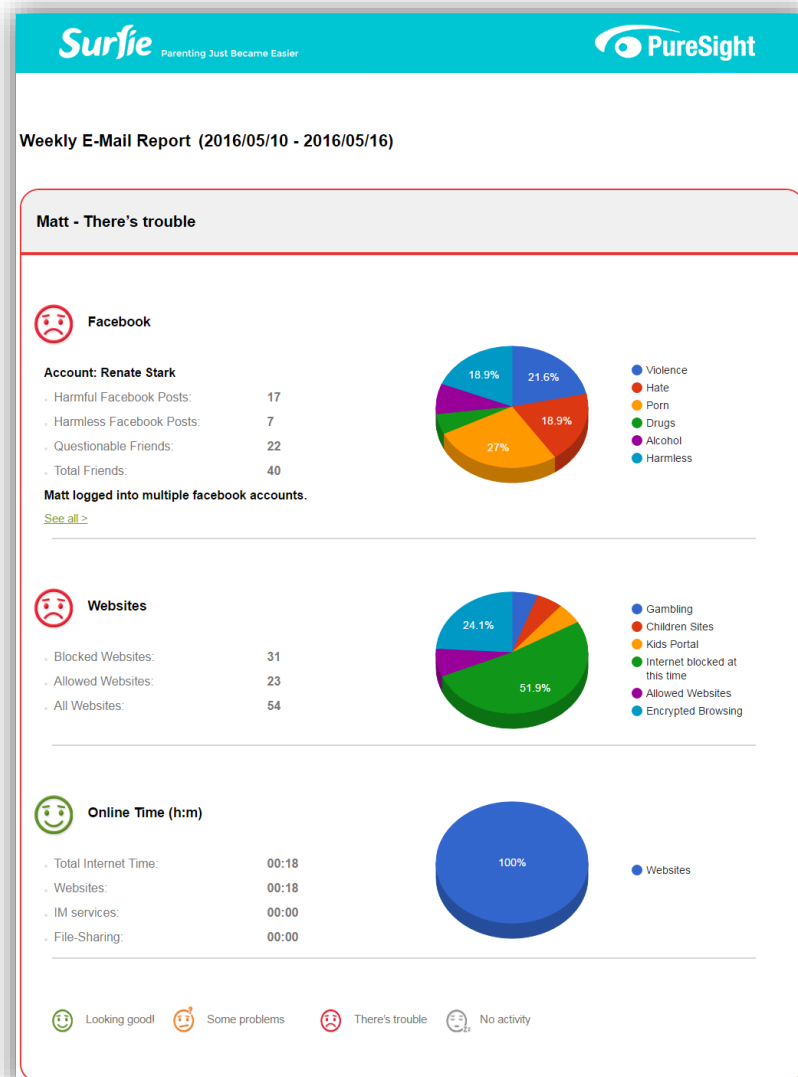 Surfie Parenting Just Became Easier
PureSight
Weekly E-Mail Report (2016/05/10 - 2016/05/16)
Matt - There's trouble
Facebook
Account: Renate Stark
Harmful Facebook Posts: 17
Harmless Facebook Posts: 7
Questionable Friends: 22
Total Friends: 40
Matt logged into multiple facebook accounts.
See all >
18.9%
21.6%
18.9%
27%
Violence
Hate
Porn
Drugs
Alcohol
Harmless
Websites
Blocked Websites: 31
Allowed Websites: 23
All Websites: 54
24.1%
51.9%
Gambling
Children Sites
Kids Portal
Internet blocked at
this time
Allowed Websites
Encrypted Browsing
Online Time (h:m)
Total Internet Time: 00:18
Websites: 00:18
IM services: 00:00
File-Sharing: 00:00
100%
Websites
Looking good! Some problems There's trouble No activity